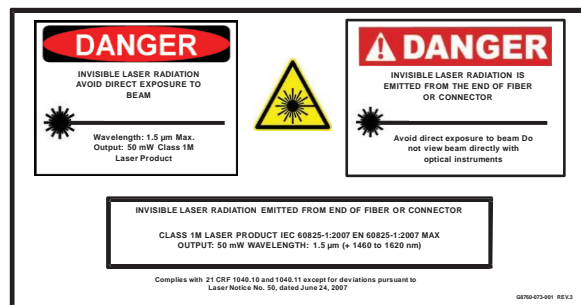 DANGER
INVISIBLE LASER RADIATION
AVOID DIRECT EXPOSURE TO
BEAM
Wavelength: 1.5 µm Max.
Output: 50 mW Class 1M
Laser Product
DANGER
INVISIBLE LASER RADIATION IS
EMITTED FROM THE END OF FIBER
OR CONNECTOR
Avoid direct exposure to beam Do
not view beam directly with
optical instruments
INVISIBLE LASER RADIATION EMITTED FROM END OF FIBER OR CONNECTOR
CLASS 1M LASER PRODUCT IEC 60825-1:2007 EN 60825-1:2007 MAX
OUTPUT: 50 mW WAVELENGTH: 1.5 µm (+ 1460 to 1620 nm)
Complies with 21 CRF 1040.10 and 1040.11 except for deviations pursuant to
Laser Notice No. 50, dated June 24, 2007
G8760-073-001 REV.3